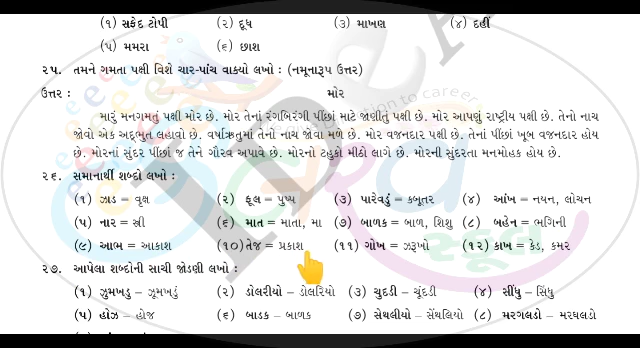 (૧) સફેદ ટોપી (૨) દૂધ (૩) માખણ (૪) દહીં
(૫) મમરા (૬) છાશ
૨૫. તમને ગમતા પક્ષી વિશે ચાર-પાંચ વાક્યો લખો : (નમૂનારૂપ ઉત્તર)
ઉત્તર : મોર
મારું મનગમતું પક્ષી મોર છે. મોર તેનાં રંગબિરંગી પીંછાં માટે જાણીતું પક્ષી છે. મોર આપણું રાષ્ટ્રીય પક્ષી છે. તેનો નાચ
જોવો એક અદ્ભુત લહાવો છે. વર્ષાઋતુમાં તેનો નાચ જોવા મળે છે. મોર વજનદાર પક્ષી છે. તેનાં પીંછાં ખૂબ વજનદાર હોય
છે. મોરનાં સુંદર પીંછાં જ તેને ગૌરવ અપાવે છે. મોરનો ટહુકો મીઠો લાગે છે. મોરની સુંદરતા મનમોહક હોય છે.
૨૬. સમાનાર્થી શબ્દો લખો :
(૧) ઝાડ = વૃક્ષ (૨) ફૂલ = પુષ્પ (૩) પારેવડું = કબૂતર (૪) આંખ = નયન, લોચન
(૫) નાર = સ્રી (૬) માત = માતા, મા (૭) બાળક = બાળ, શિશુ (૮) બહેન = ભગિની
(૯) આભ = આકાશ (૧૦) તેજ = પ્રકાશ (૧૧) ગોખ = ઝરૂખો (૧૨) કાખ = કેડ, કમર
૨૭. આપેલા શબ્દોની સાચી જોડણી લખો :
(૧) ઝુમખડુ – ઝૂમખડું (૨) ડોલરીયો – ડોલરિયો (૩) ચુદડી – ચૂંદડી (૪) સીંધુ – સિંધુ
(૫) હોઝ – હોજ (૬) બાડક – બાળક (૭) સેથલીયો – સેંથલિયો (૮) મરગલડો – મરઘલડો